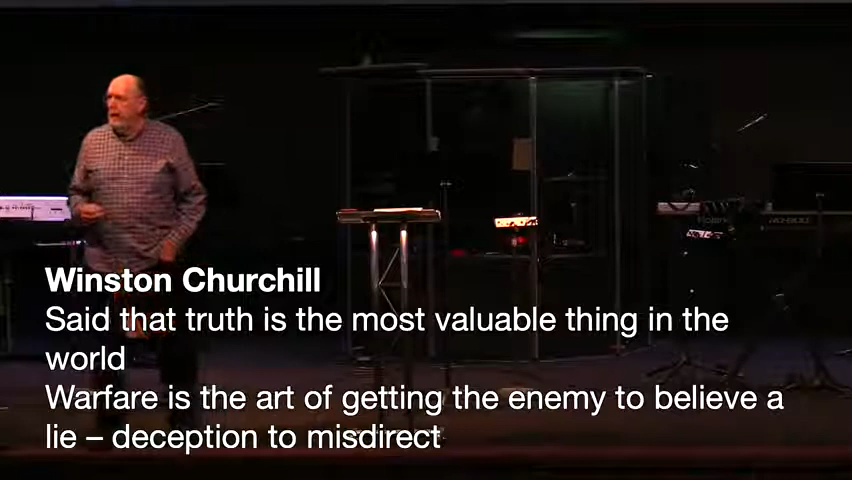 Winston Churchill
Said that truth is the most valuable thing in the
world
Warfare is the art of getting the enemy to believe a
lie – deception to misdirect
Roland